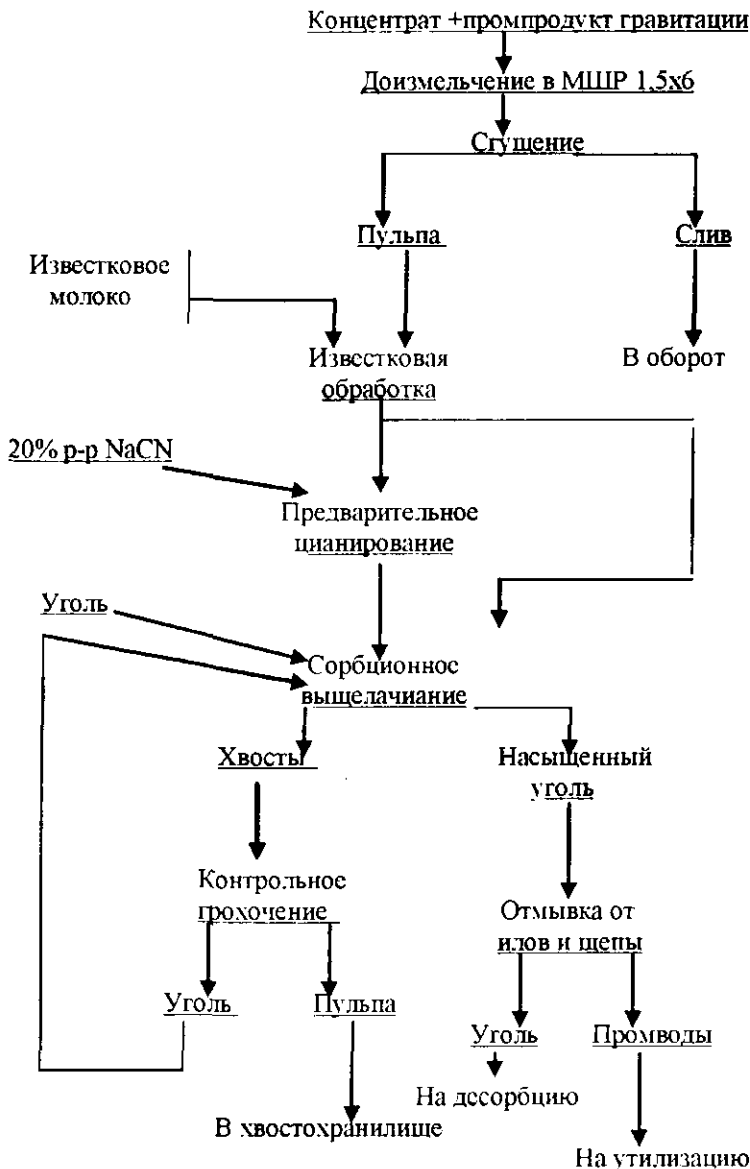 Концентрат +промпродукт гравитации
Доизмельчение в МШР 1,5х6
Сгущение
Пульпа
Слив
Известковое
молоко
Известковая
обработка
В оборот
20% р-р NaCN
Предварительное
цианирование
Уголь
Сорбционное
выщелачиание
Хвосты
Насыщенный
уголь
Контрольное
грохочение
Отмывка от
илов и щепы
Уголь
Пульпа
Уголь
Промводы
На десорбцию
В хвостохранилище
На утилизацию